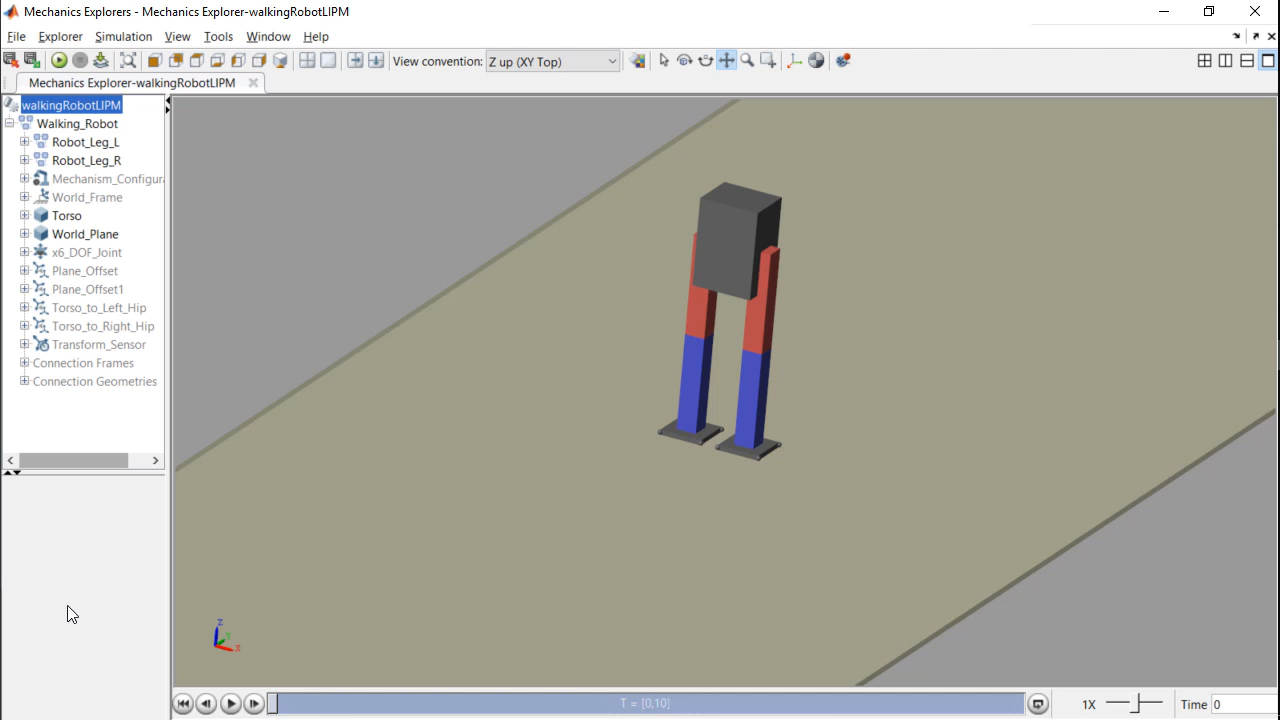 Mechanics Explorers - Mechanics Explorer-walkingRobotLIPM
File Explorer Simulation View Tools Window Help
View convention: Z up (XY Top)
Mechanics Explorer-walkingRobotLIPM
walkingRobotLIPM
Walking_Robot
Robot_Leg_L
Robot_Leg_R
Mechanism_Configura
World_Frame
Torso
World_Plane
x6_DOF_Joint
Plane_Offset
Plane_Offset1
Torso_to_Left_Hip
Torso_to_Right_Hip
Transform_Sensor
Connection Frames
Connection Geometries
Z
Y
X
T = [0,10]
1X
Time 0